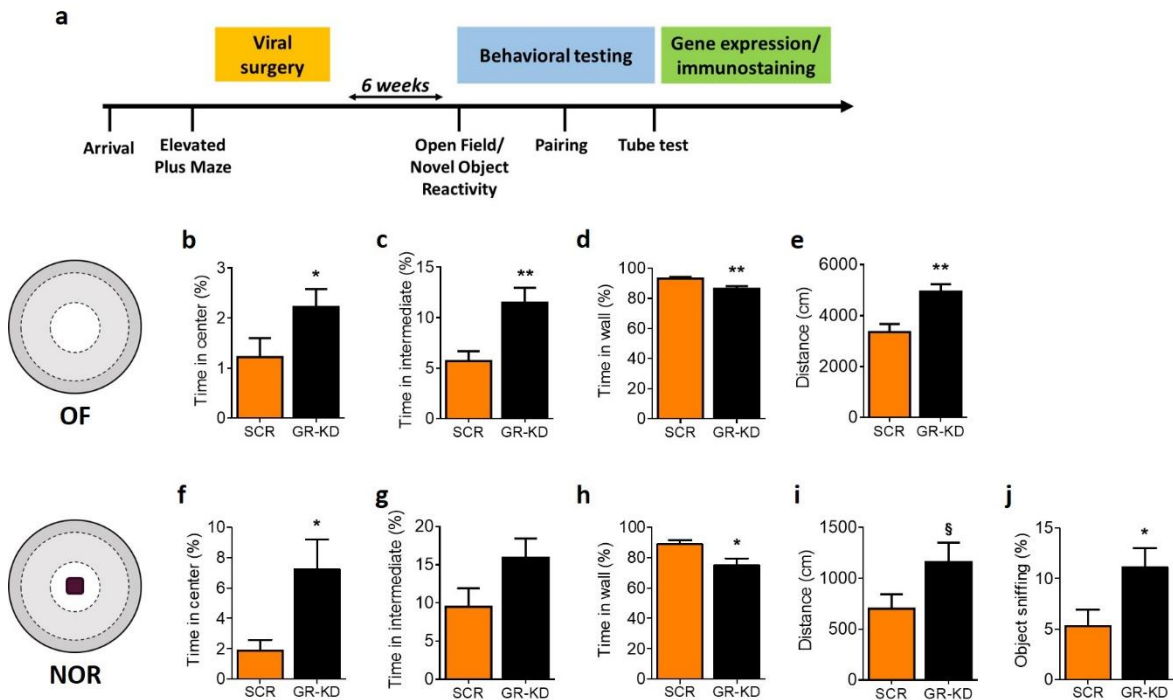 a
Viral
surgery
Behavioral testing
Gene expression/
immunostaining
6 weeks
Arrival
Elevated
Plus Maze
Open Field/
Novel Object
Reactivity
Pairing
Tube test
OF
b
Time in center (%)
3
2
1
0
*
SCR GR-KD
c
Time in intermediate (%)
15
10
5
0
**
SCR GR-KD
d
Time in wall (%)
100
80
60
40
20
0
**
SCR GR-KD
e
Distance (cm)
6000
4000
2000
0
**
SCR GR-KD
NOR
f
Time in center (%)
10
8
6
4
2
0
*
SCR GR-KD
g
Time in intermediate (%)
20
15
10
5
0
SCR GR-KD
h
Time in wall (%)
100
80
60
40
20
0
*
SCR GR-KD
i
Distance (cm)
1500
1000
500
0
§
SCR GR-KD
j
Object sniffing (%)
15
10
5
0
*
SCR GR-KD